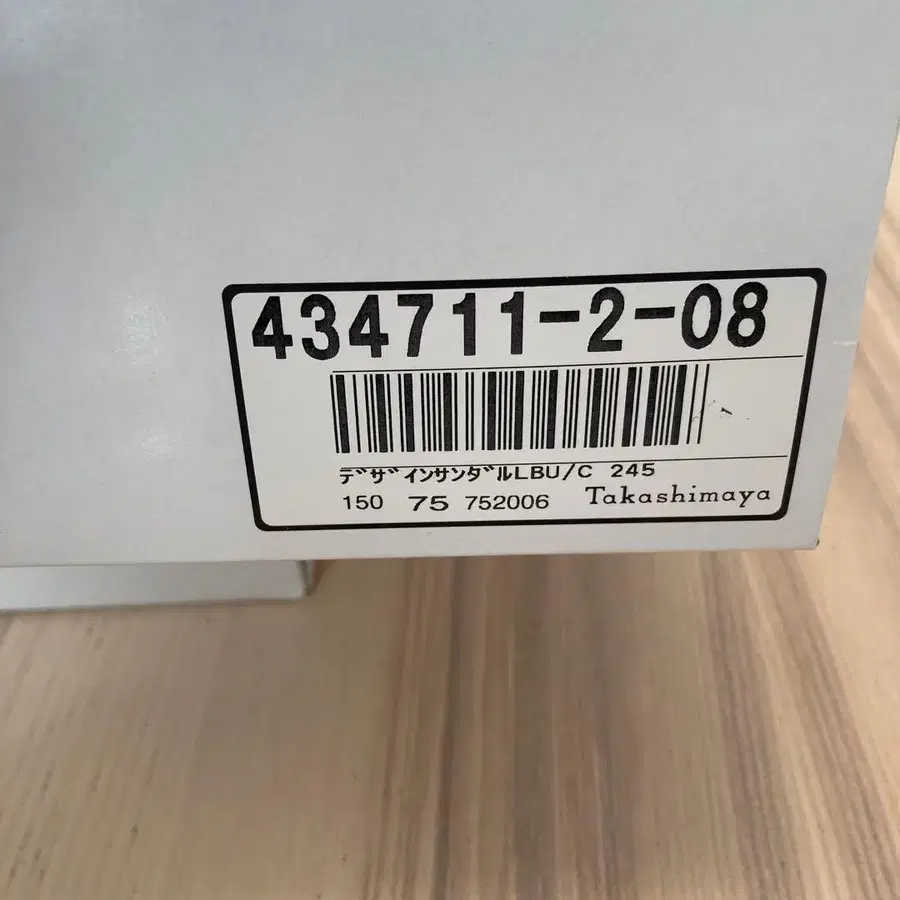 434711-2-08
ﾃﾞｻﾞｲﾝｻﾝﾀﾞﾙLBU/C 245
150 75 752006 Takashimaya